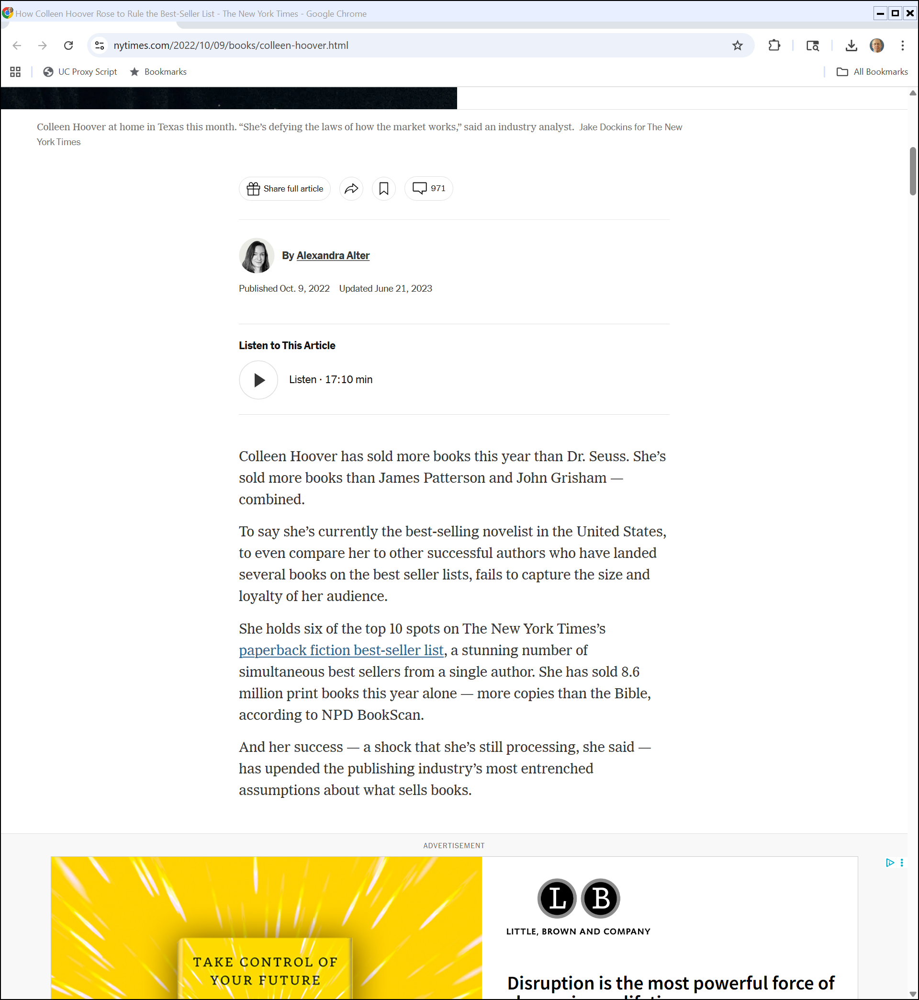 How Colleen Hoover Rose to Rule the Best-Seller List - The New York Times - Google Chrome
nytimes.com/2022/10/09/books/colleen-hoover.html
UC Proxy Script
Bookmarks
All Bookmarks
Colleen Hoover at home in Texas this month. “She’s defying the laws of how the market works,” said an industry analyst. Jake Dockins for The New
York Times
Share full article
971
By Alexandra Alter
Published Oct. 9, 2022 Updated June 21, 2023
Listen to This Article
Listen · 17:10 min
Colleen Hoover has sold more books this year than Dr. Seuss. She’s
sold more books than James Patterson and John Grisham —
combined.
To say she’s currently the best-selling novelist in the United States,
to even compare her to other successful authors who have landed
several books on the best seller lists, fails to capture the size and
loyalty of her audience.
She holds six of the top 10 spots on The New York Times’s
paperback fiction best-seller list, a stunning number of
simultaneous best sellers from a single author. She has sold 8.6
million print books this year alone — more copies than the Bible,
according to NPD BookScan.
And her success — a shock that she’s still processing, she said —
has upended the publishing industry’s most entrenched
assumptions about what sells books.
ADVERTISEMENT
TAKE CONTROL OF
YOUR FUTURE
L B
LITTLE, BROWN AND COMPANY
Disruption is the most powerful force of